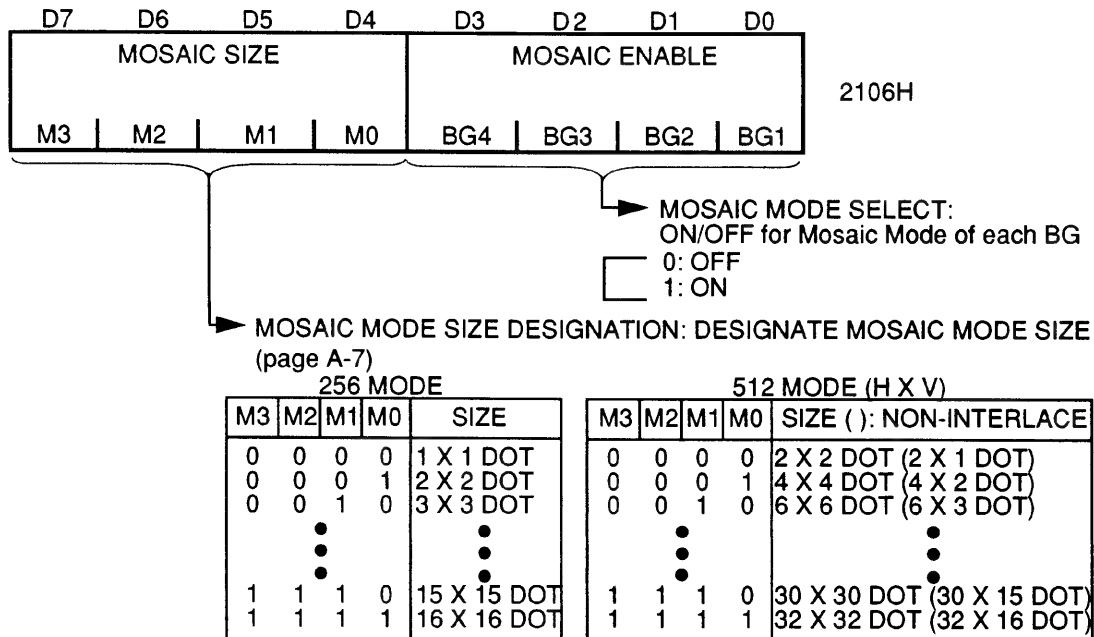 D7 D6 D5 D4 D3 D2 D1 D0
MOSAIC SIZE MOSAIC ENABLE
2106H
M3 M2 M1 M0 BG4 BG3 BG2 BG1
MOSAIC MODE SELECT:
ON/OFF for Mosaic Mode of each BG
0: OFF
1: ON
MOSAIC MODE SIZE DESIGNATION: DESIGNATE MOSAIC MODE SIZE
(page A-7)
256 MODE
M3 M2 M1 M0 SIZE
0 0 0 0 1 X 1 DOT
0 0 0 1 2 X 2 DOT
0 0 1 0 3 X 3 DOT
1 1 1 0 15 X 15 DOT
1 1 1 1 16 X 16 DOT
512 MODE (H X V)
M3 M2 M1 M0 SIZE ( ): NON-INTERLACE
0 0 0 0 2 X 2 DOT (2 X 1 DOT)
0 0 0 1 4 X 4 DOT (4 X 2 DOT)
0 0 1 0 6 X 6 DOT (6 X 3 DOT)
1 1 1 0 30 X 30 DOT (30 X 15 DOT)
1 1 1 1 32 X 32 DOT (32 X 16 DOT)